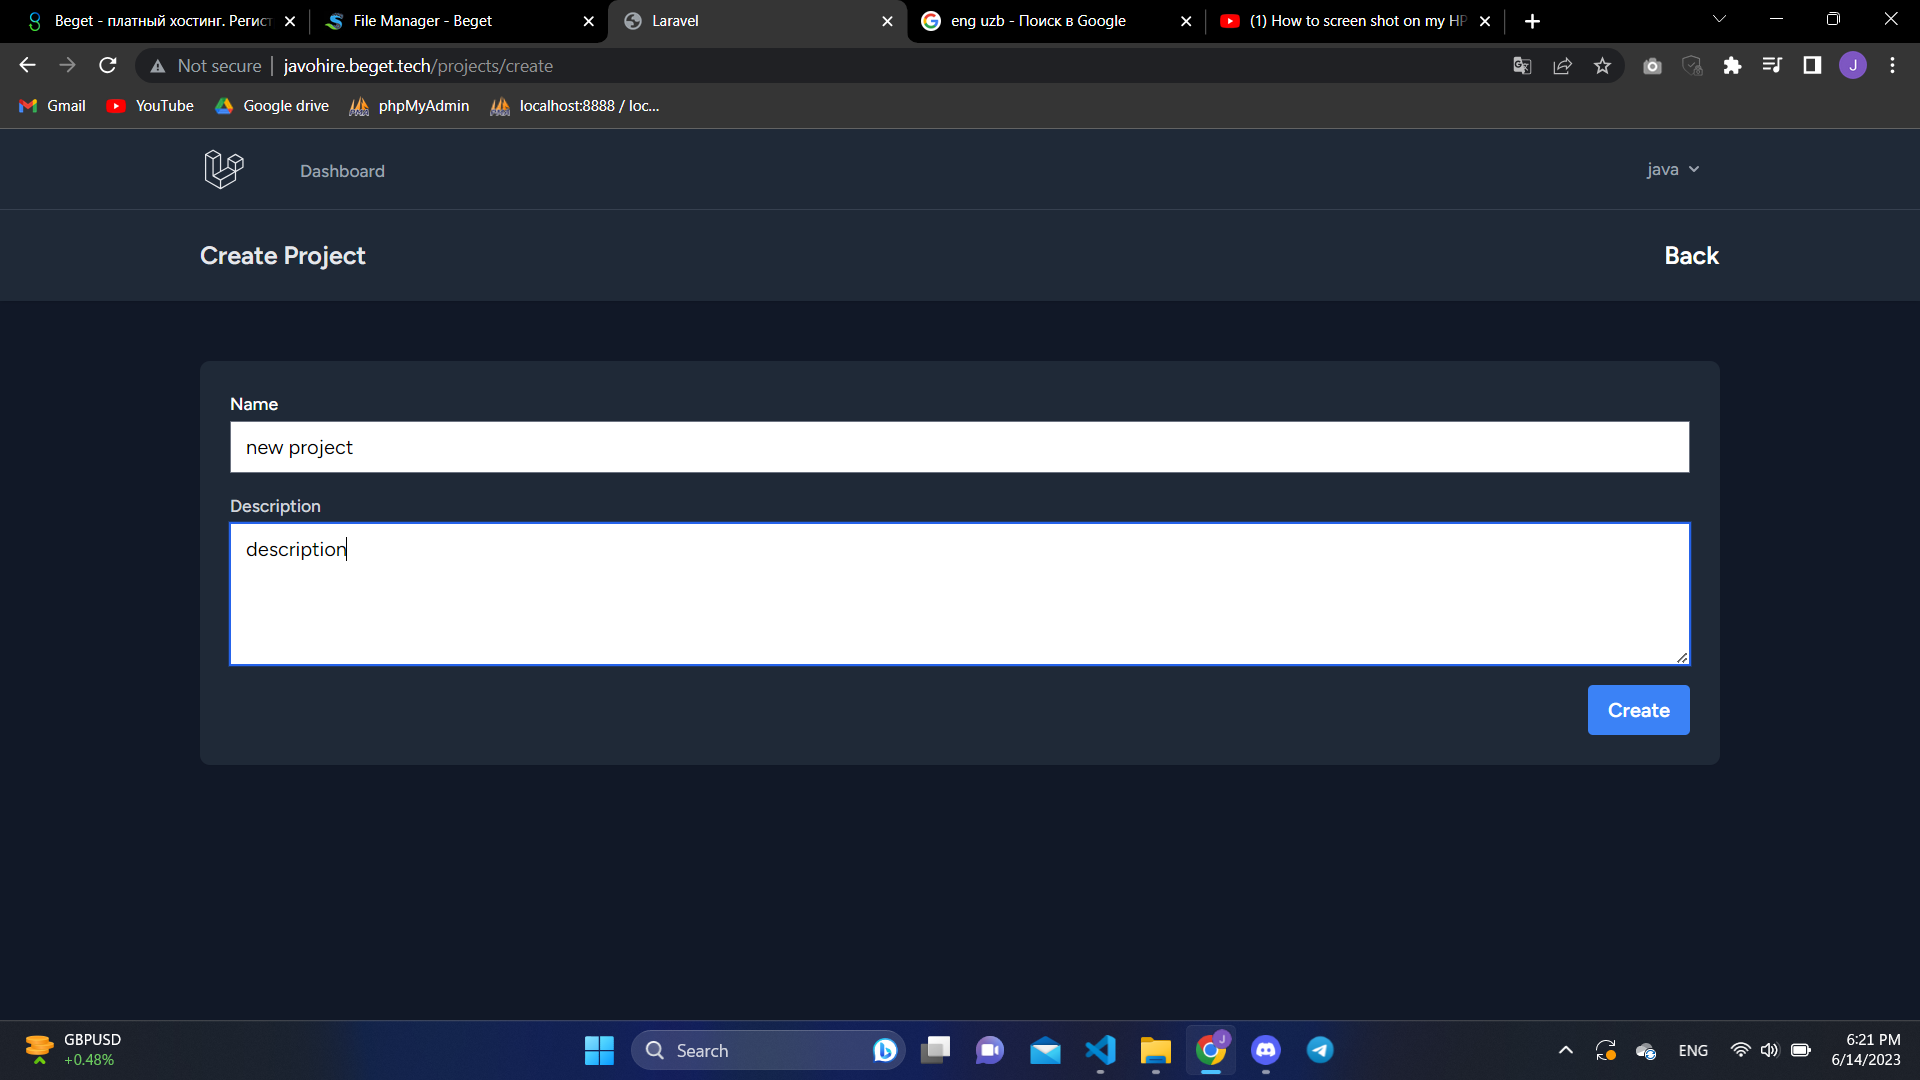 Beget - платный хостинг. Регист
File Manager - Beget
Laravel
eng uzb - Поиск в Google
(1) How to screen shot on my HP
Not secure
javohire.beget.tech/projects/create
J
Gmail
YouTube
Google drive
phpMyAdmin
localhost:8888 / loc...
Dashboard
java
Create Project
Back
Name
new project
Description
description
Create
GBPUSD
+0.48%
Search
J
ENG
6:21 PM
6/14/2023